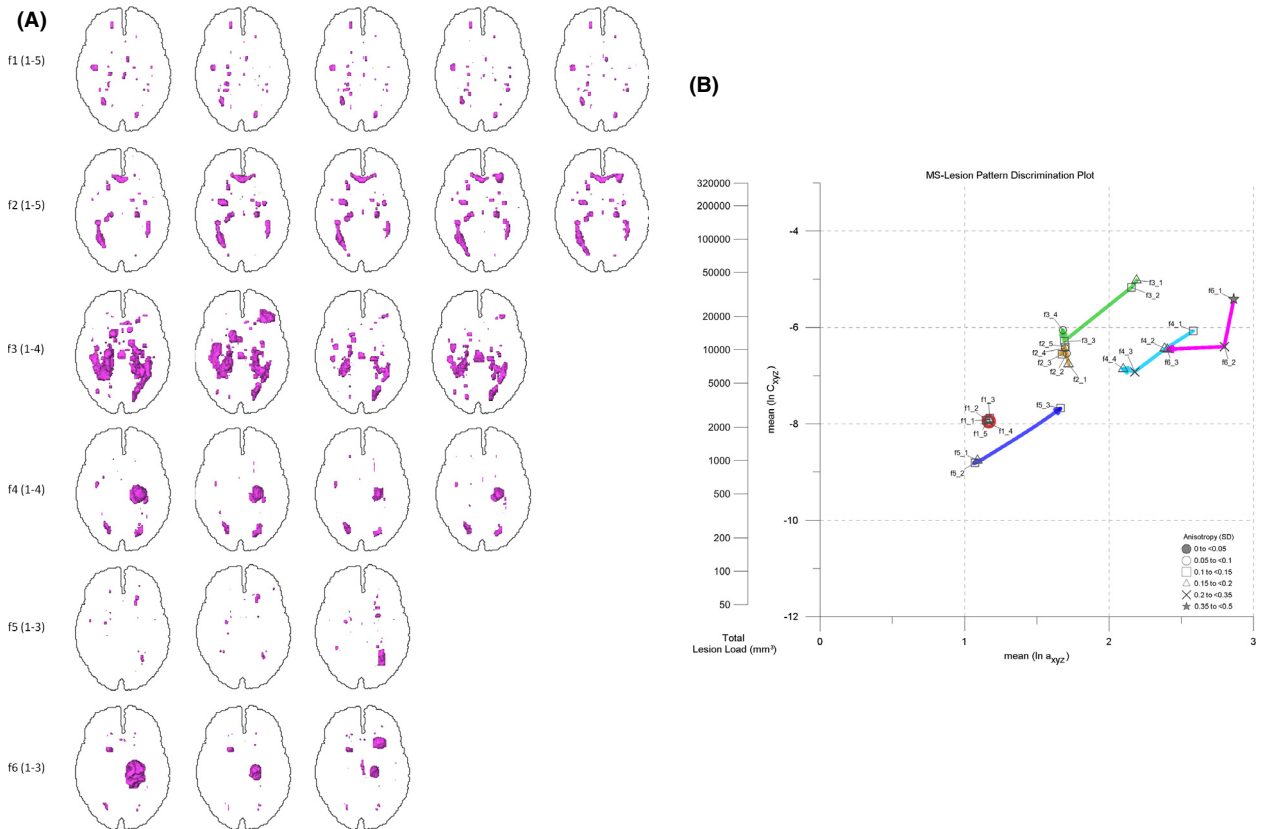 (A)
f1 (1-5)
f2 (1-5)
f3 (1-4)
f4 (1-4)
f5 (1-3)
f6 (1-3)
(B)
MS-Lesion Pattern Discrimination Plot
320000
200000
100000
50000
20000
10000
5000
2000
1000
500
200
100
50
Total
Lesion Load (mm³)
mean (ln Cxyz)
-4
-6
-8
-10
-12
0
1
2
3
mean (ln axyz)
f3_1
f3_2
f3_4
f3_3
f2_5
f2_4
f2_3
f2_2
f2_1
f6_1
f4_1
f4_2
f6_3
f6_2
f4_3
f4_4
f1_3
f1_2
f1_1
f1_4
f1_5
f5_3
f5_1
f5_2
Anisotropy (SD)
0 to <0.05
0.05 to <0.1
0.1 to <0.15
0.15 to <0.2
0.2 to <0.35
0.35 to <0.5